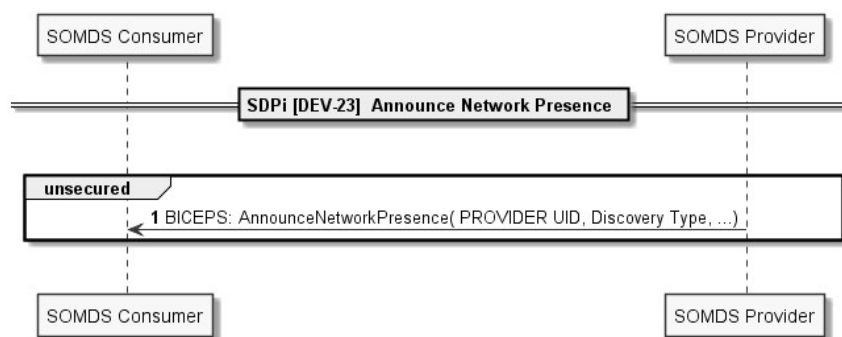 SOMDS Consumer
SOMDS Provider
SDPi [DEV-23]  Announce Network Presence
unsecured
1 BICEPS: AnnounceNetworkPresence( PROVIDER UID, Discovery Type, ...)
SOMDS Consumer
SOMDS Provider